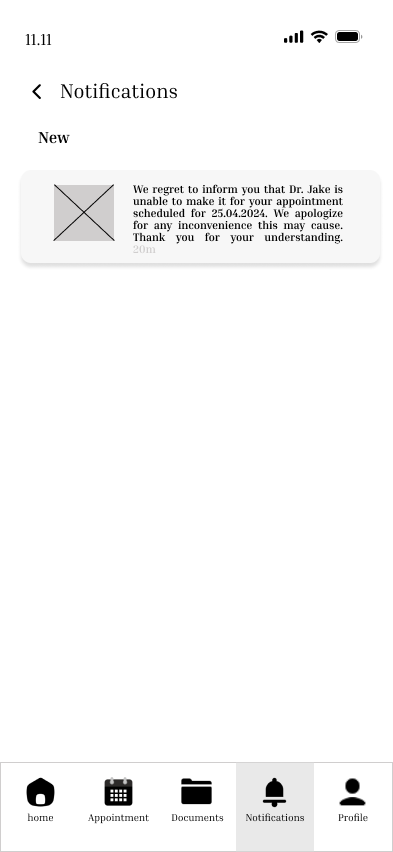 11.11
Notifications
New
We regret to inform you that Dr. Jake is
unable to make it for your appointment
scheduled for 25.04.2024. We apologize
for any inconvenience this may cause.
Thank you for your understanding.
20m
home
Appointment
Documents
Notifications
Profile